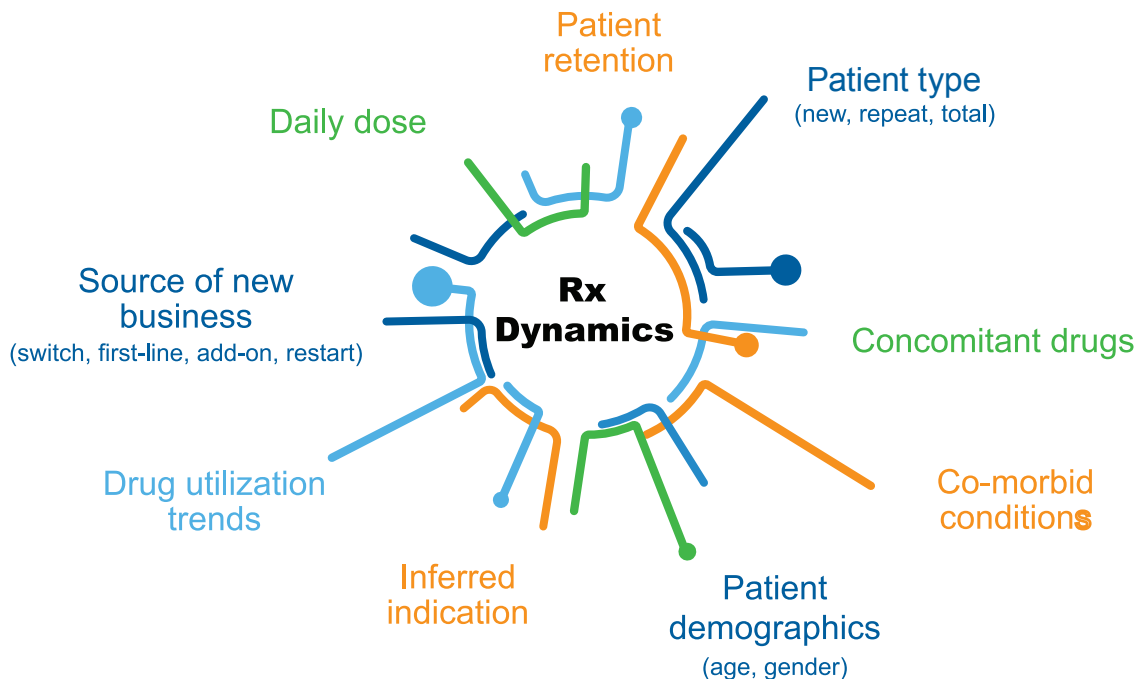 Patient
retention
Patient type
(new, repeat, total)
Daily dose
Source of new
business
(switch, first-line, add-on, restart)
Rx
Dynamics
Concomitant drugs
Drug utilization
trends
Co-morbid
conditions
Inferred
indication
Patient
demographics
(age, gender)